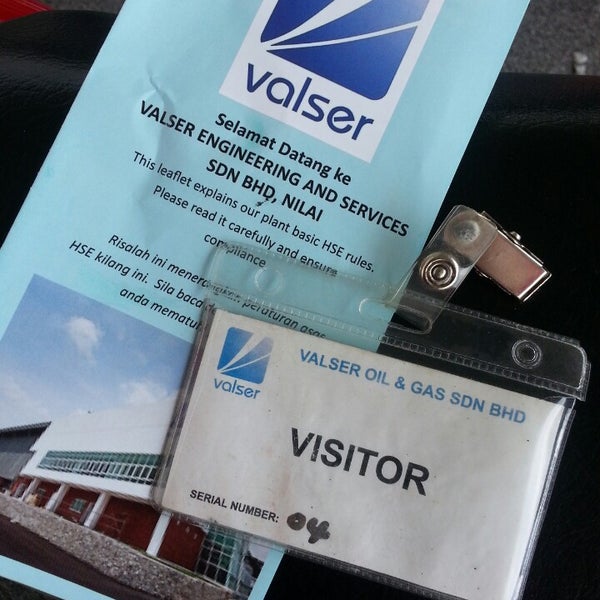 valser
Selamat Datang ke
VALSER ENGINEERING AND SERVICES
SDN BHD, NILAI
This leaflet explains our plant basic HSE rules.
Please read it carefully and ensure
compliance
Risalah ini menerangkan peraturan asas
HSE kilang ini. Sila baca
anda mematu
valser
VALSER OIL & GAS SDN BHD
VISITOR
SERIAL NUMBER: 04